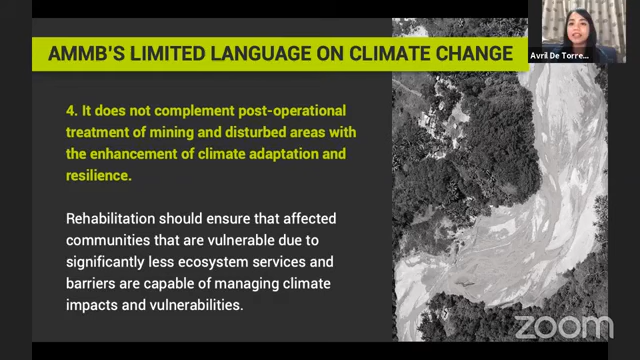 AMMB'S LIMITED LANGUAGE ON CLIMATE CHANGE
Avril De Torre...
4. It does not complement post-operational
treatment of mining and disturbed areas with
the enhancement of climate adaptation and
resilience.
Rehabilitation should ensure that affected
communities that are vulnerable due to
significantly less ecosystem services and
barriers are capable of managing climate
impacts and vulnerabilities.
zoom